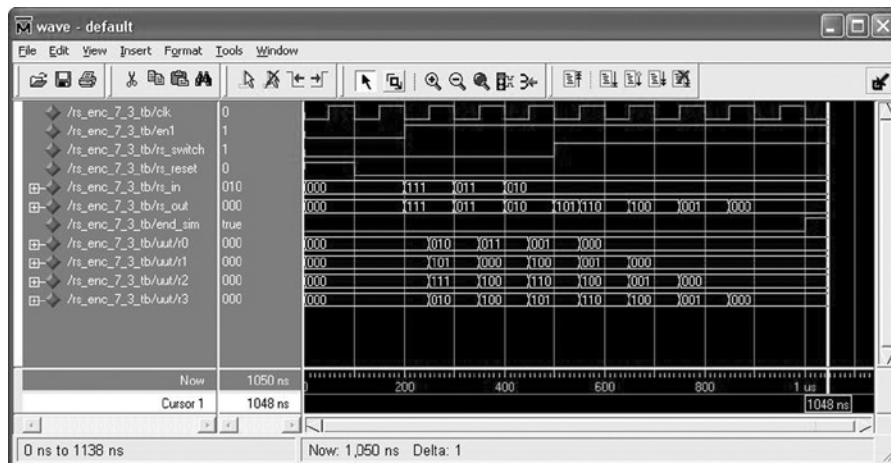 wave - default
File Edit View Insert Format Tools Window
/rs_enc_7_3_tb/clk 0
/rs_enc_7_3_tb/en1 1
/rs_enc_7_3_tb/rs_switch 1
/rs_enc_7_3_tb/rs_reset 0
/rs_enc_7_3_tb/rs_in 010 000 111 011 010
/rs_enc_7_3_tb/rs_out 000 000 111 011 010 101 110 100 001 000
/rs_enc_7_3_tb/end_sim true
/rs_enc_7_3_tb/uut/r0 000 000 010 011 001 000
/rs_enc_7_3_tb/uut/r1 000 000 101 000 100 001 000
/rs_enc_7_3_tb/uut/r2 000 000 111 100 110 100 001 000
/rs_enc_7_3_tb/uut/r3 000 000 010 100 101 110 100 001 000
Now 1050 ns 200 400 600 800 1 us
Cursor 1 1048 ns 1048 ns
0 ns to 1138 ns Now: 1,050 ns Delta: 1